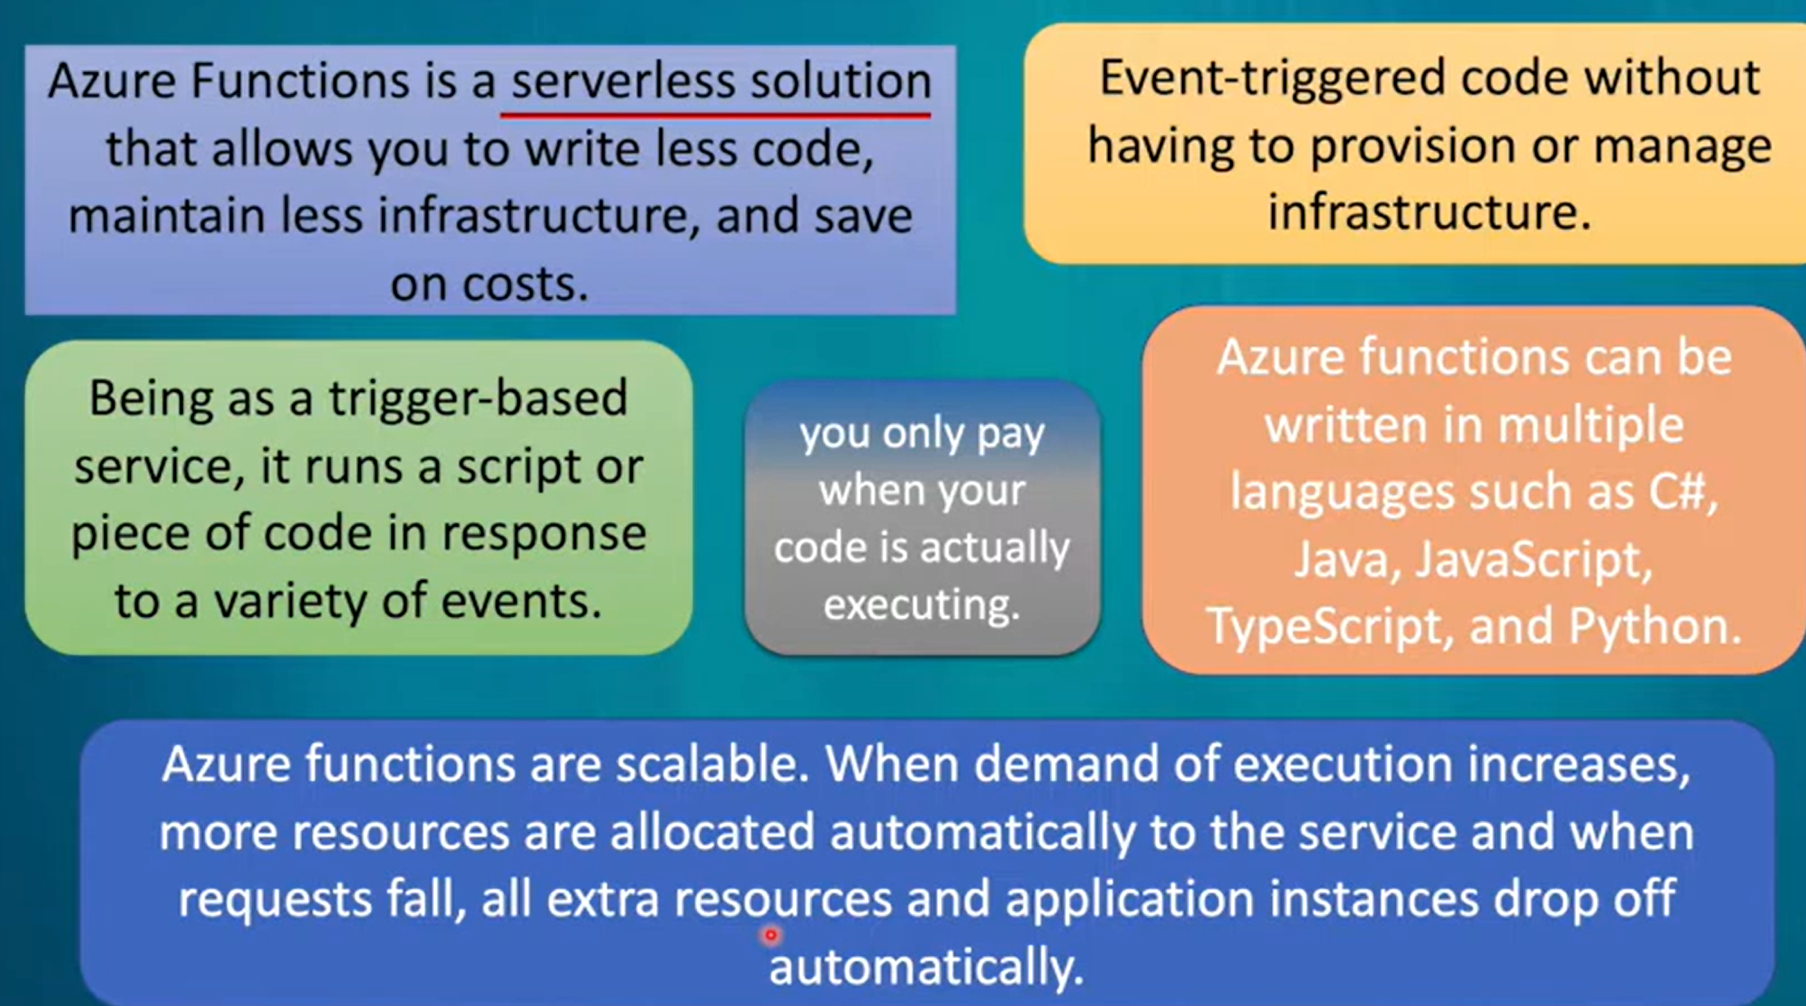 Azure Functions is a serverless solution
that allows you to write less code,
maintain less infrastructure, and save
on costs.
Event-triggered code without
having to provision or manage
infrastructure.
Being as a trigger-based
service, it runs a script or
piece of code in response
to a variety of events.
you only pay
when your
code is actually
executing.
Azure functions can be
written in multiple
languages such as C#,
Java, JavaScript,
TypeScript, and Python.
Azure functions are scalable. When demand of execution increases,
more resources are allocated automatically to the service and when
requests fall, all extra resources and application instances drop off
automatically.